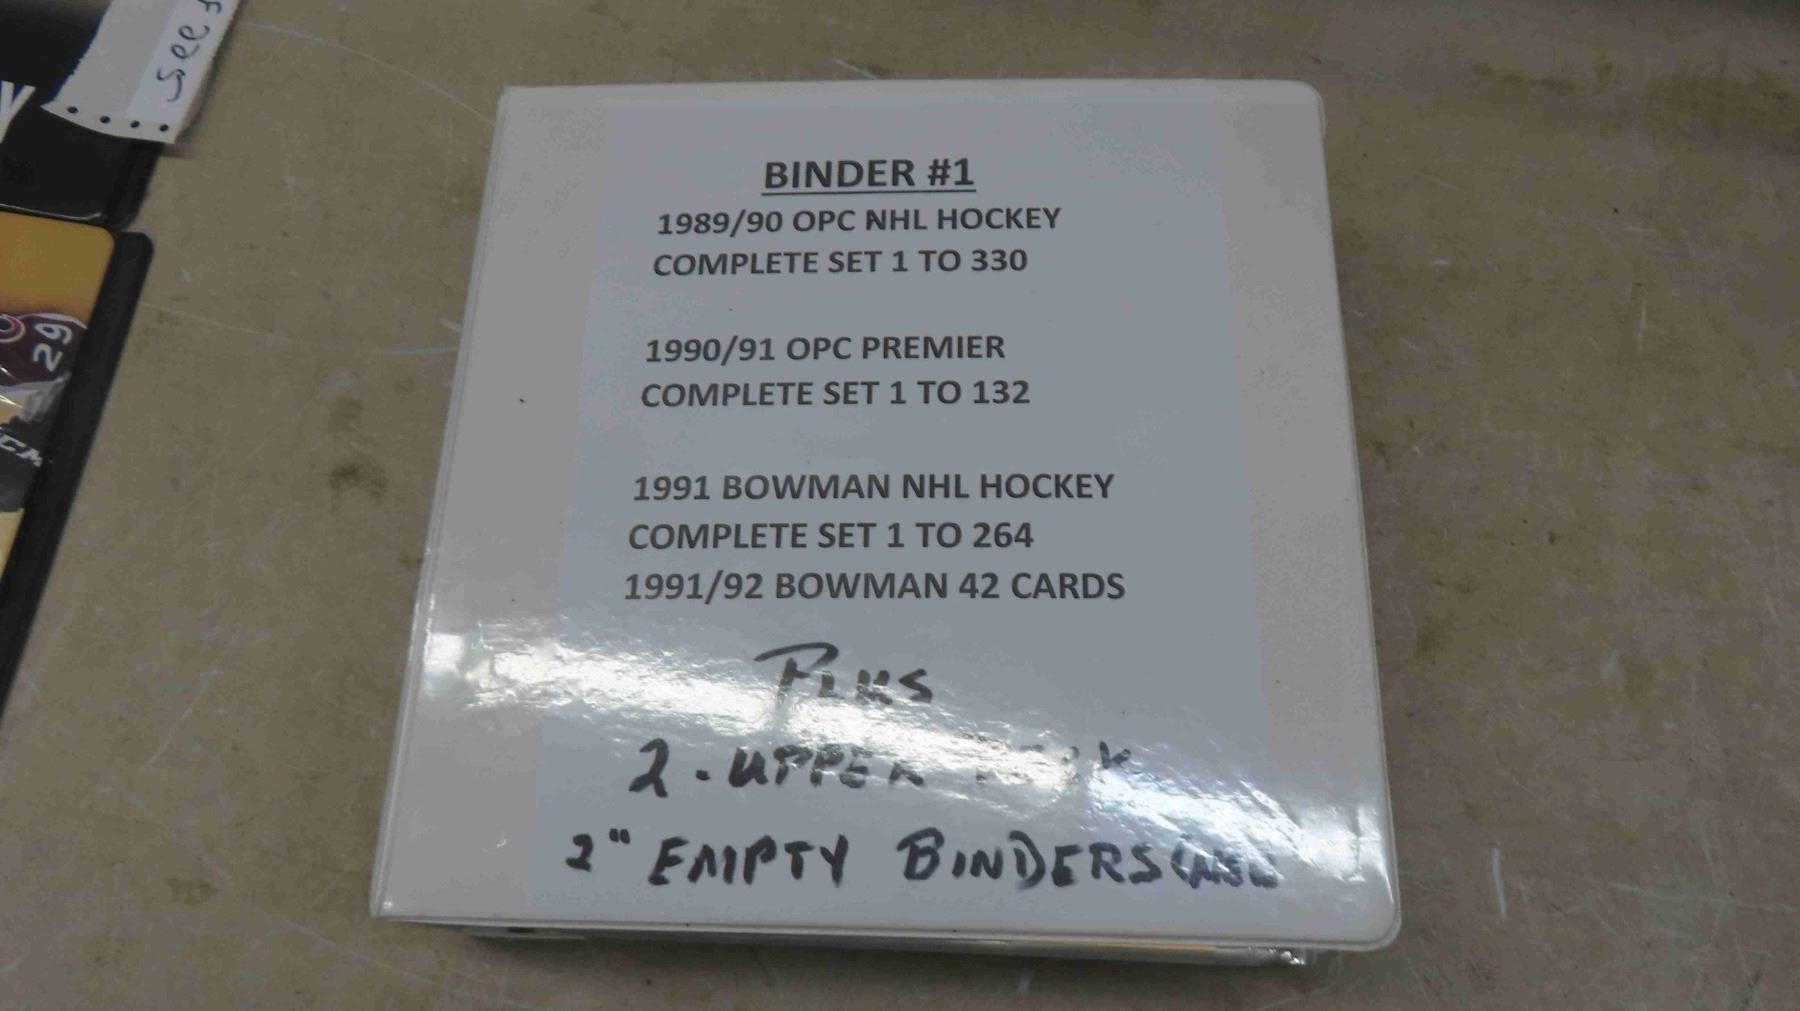 BINDER #1
1989/90 OPC NHL HOCKEY
COMPLETE SET 1 TO 330
1990/91 OPC PREMIER
COMPLETE SET 1 TO 132
1991 BOWMAN NHL HOCKEY
COMPLETE SET 1 TO 264
1991/92 BOWMAN 42 CARDS
PLUS
2 - UPPER
2" EMPTY BINDERS
see
29